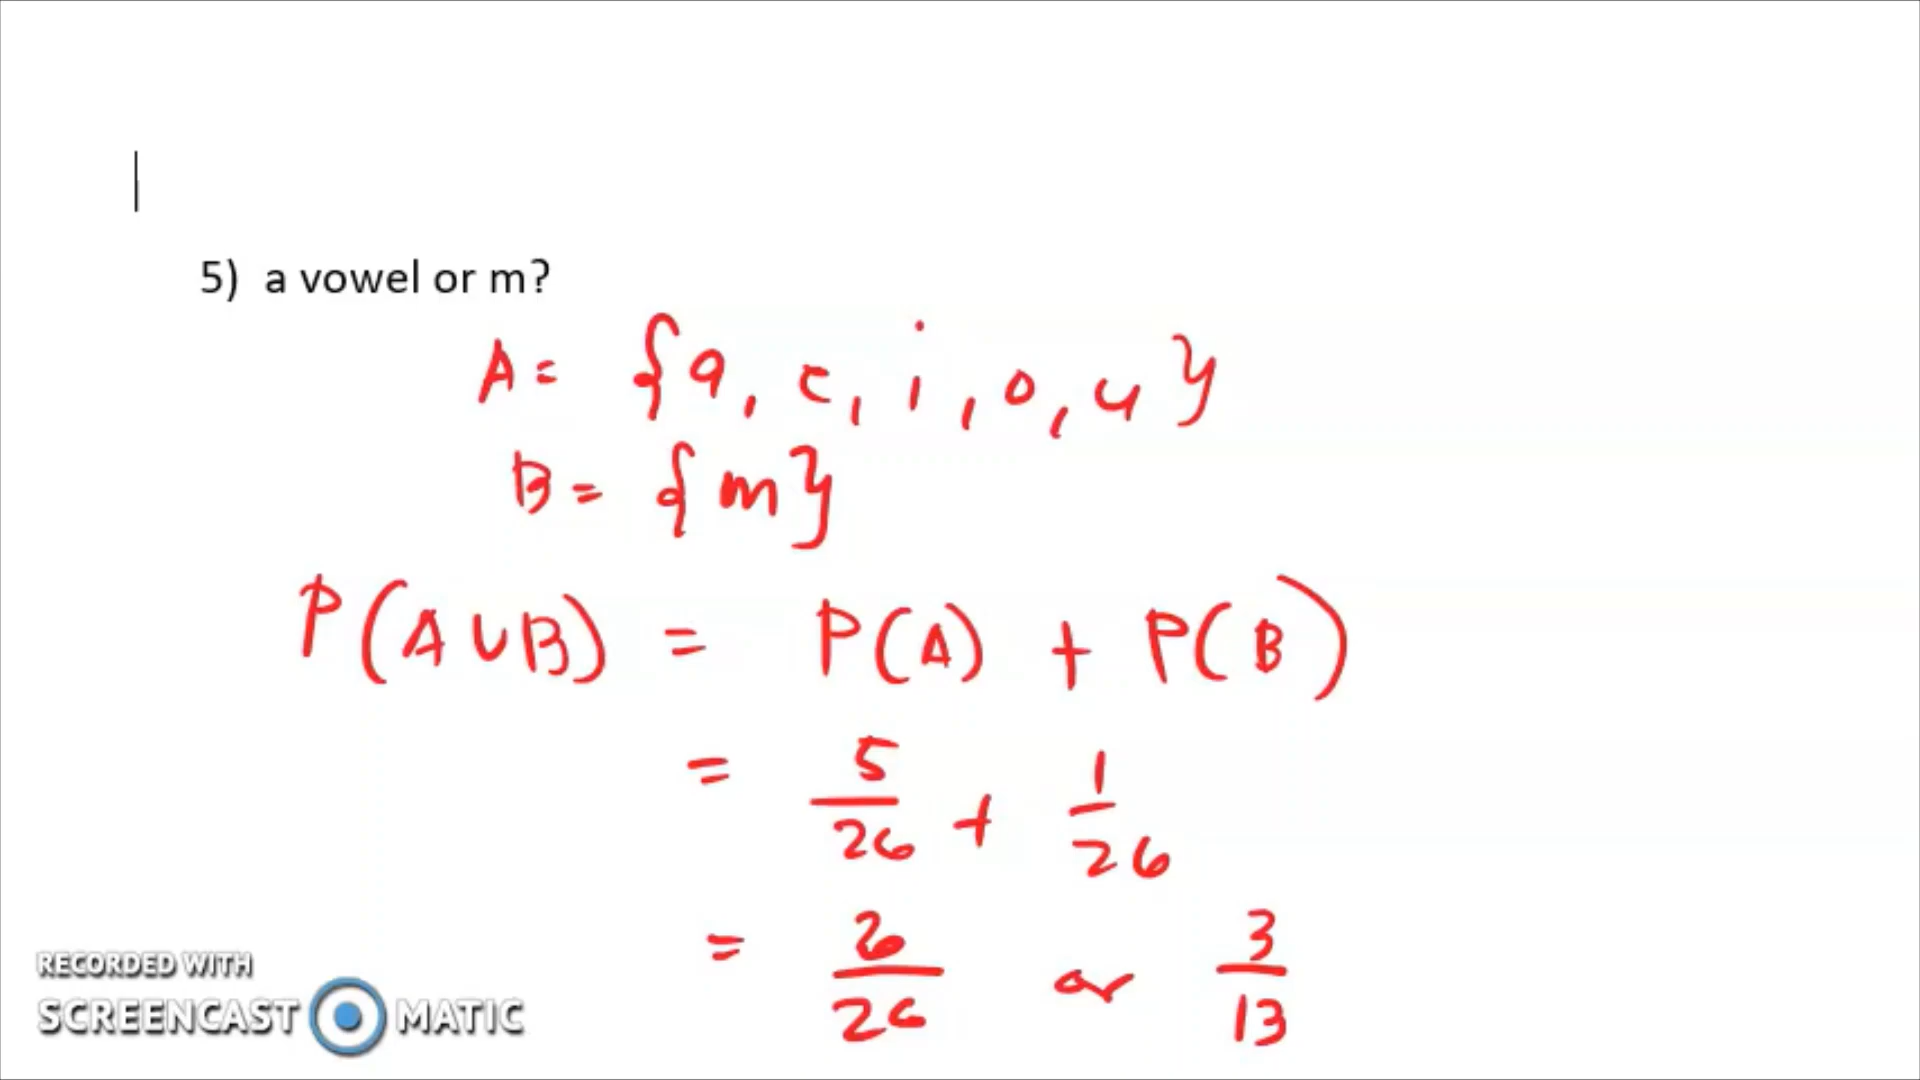 5) a vowel or m?
A = {a, e, i, o, u}
B = {m}
P(A∪B) = P(A) + P(B)
= 5/26 + 1/26
= 6/26 or 3/13
RECORDED WITH
SCREENCAST MATIC